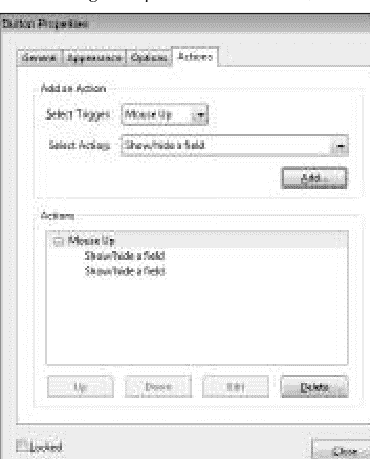 Button Properties
General Appearance Options Actions
Add an Action
Select Trigger: Mouse Up
Select Action: Show/hide a field
Add...
Actions
Mouse Up
Show/hide a field
Show/hide a field
Up Down Edit Delete
Locked Close